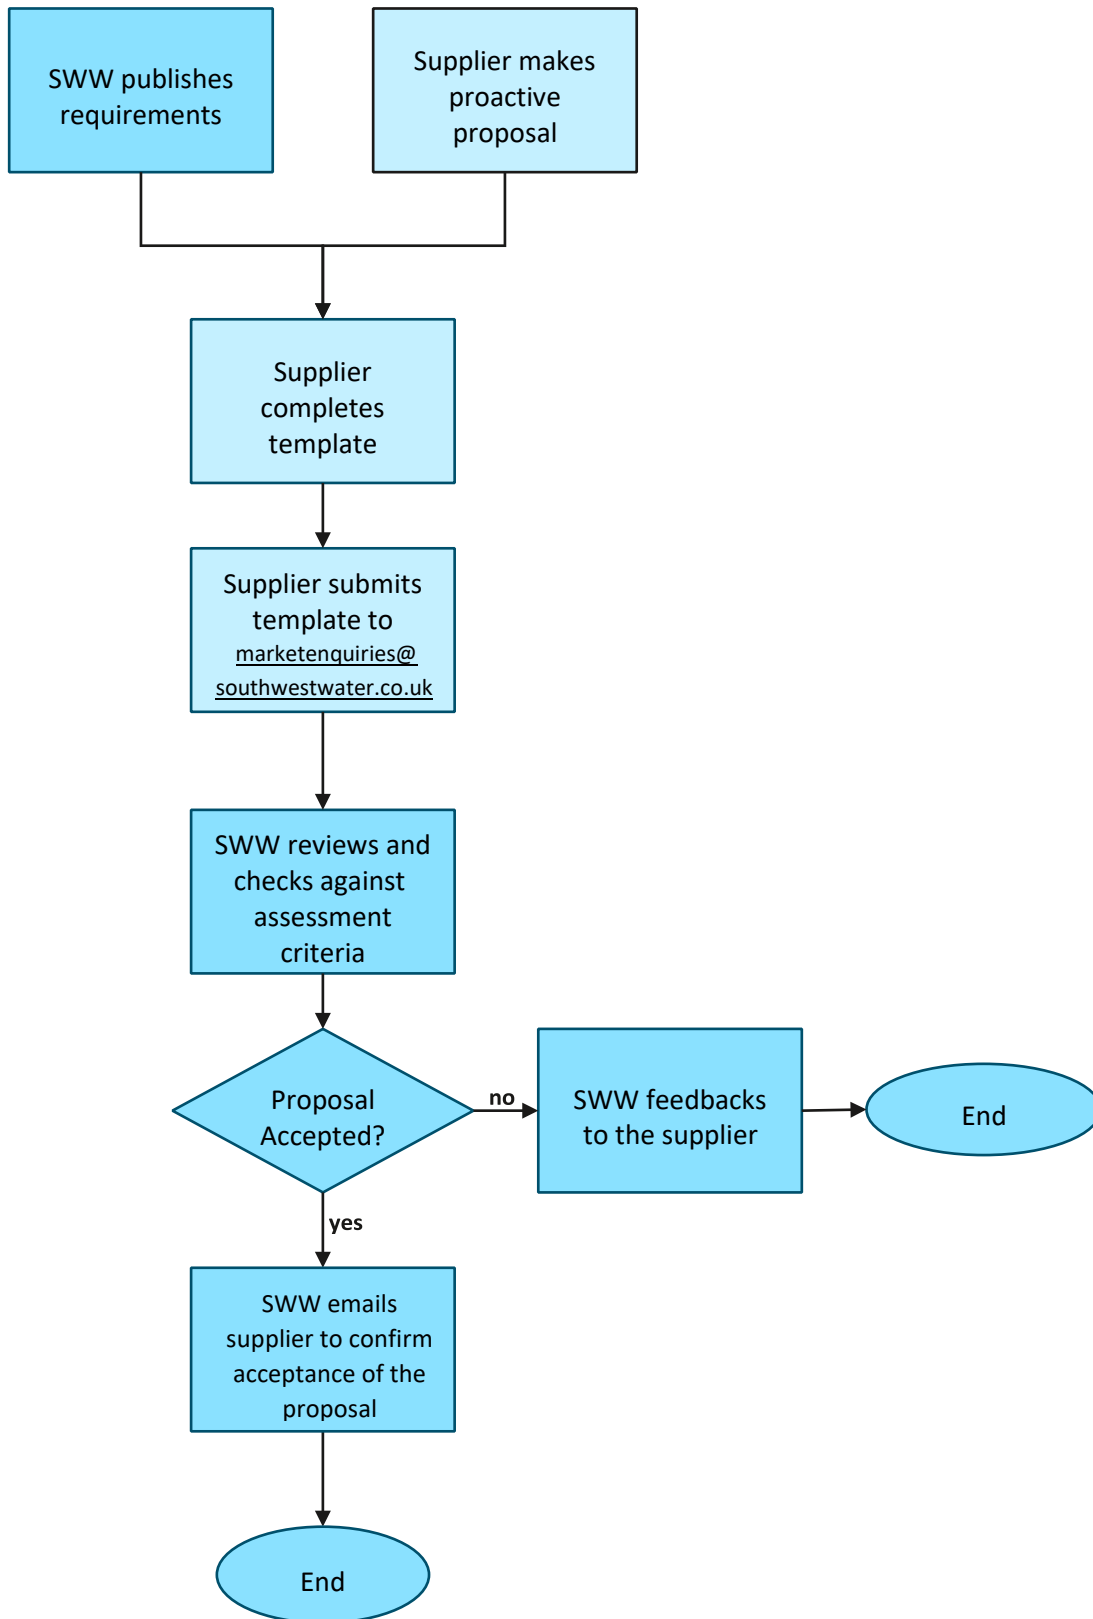 SWW publishes
requirements
Supplier makes
proactive
proposal
Supplier
completes
template
Supplier submits
template to
marketenquiries@
southwestwater.co.uk
SWW reviews and
checks against
assessment
criteria
Proposal
Accepted?
no
SWW feedbacks
to the supplier
End
yes
SWW emails
supplier to confirm
acceptance of the
proposal
End